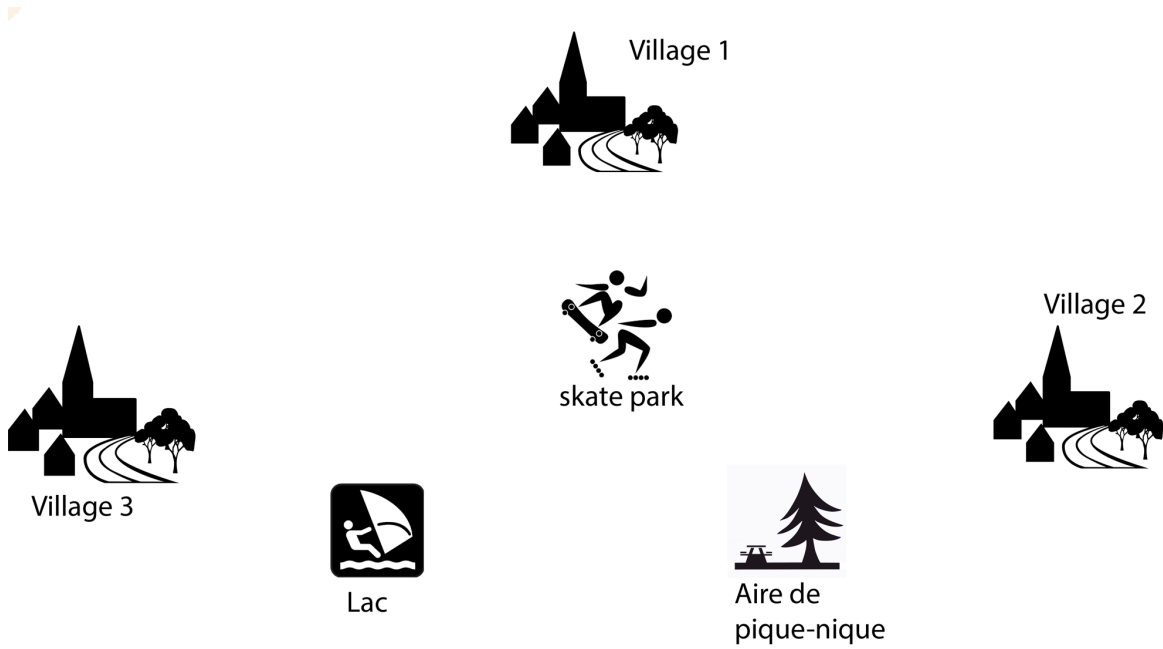 Village 1
Village 2
skate park
Village 3
Lac
Aire de
pique-nique